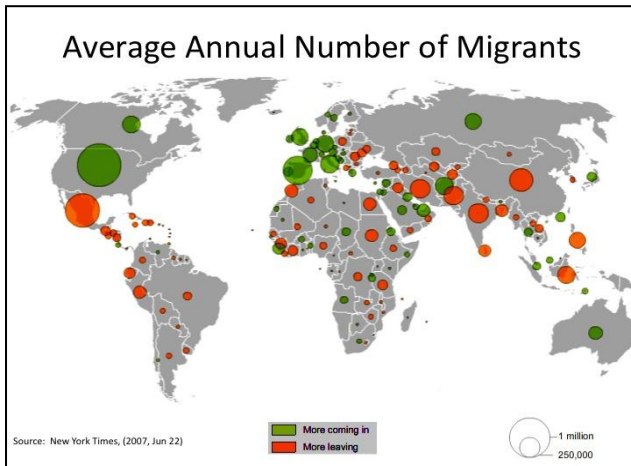 Average Annual Number of Migrants
More coming in
More leaving
1 million
250,000
Source:  New York Times, (2007, Jun 22)